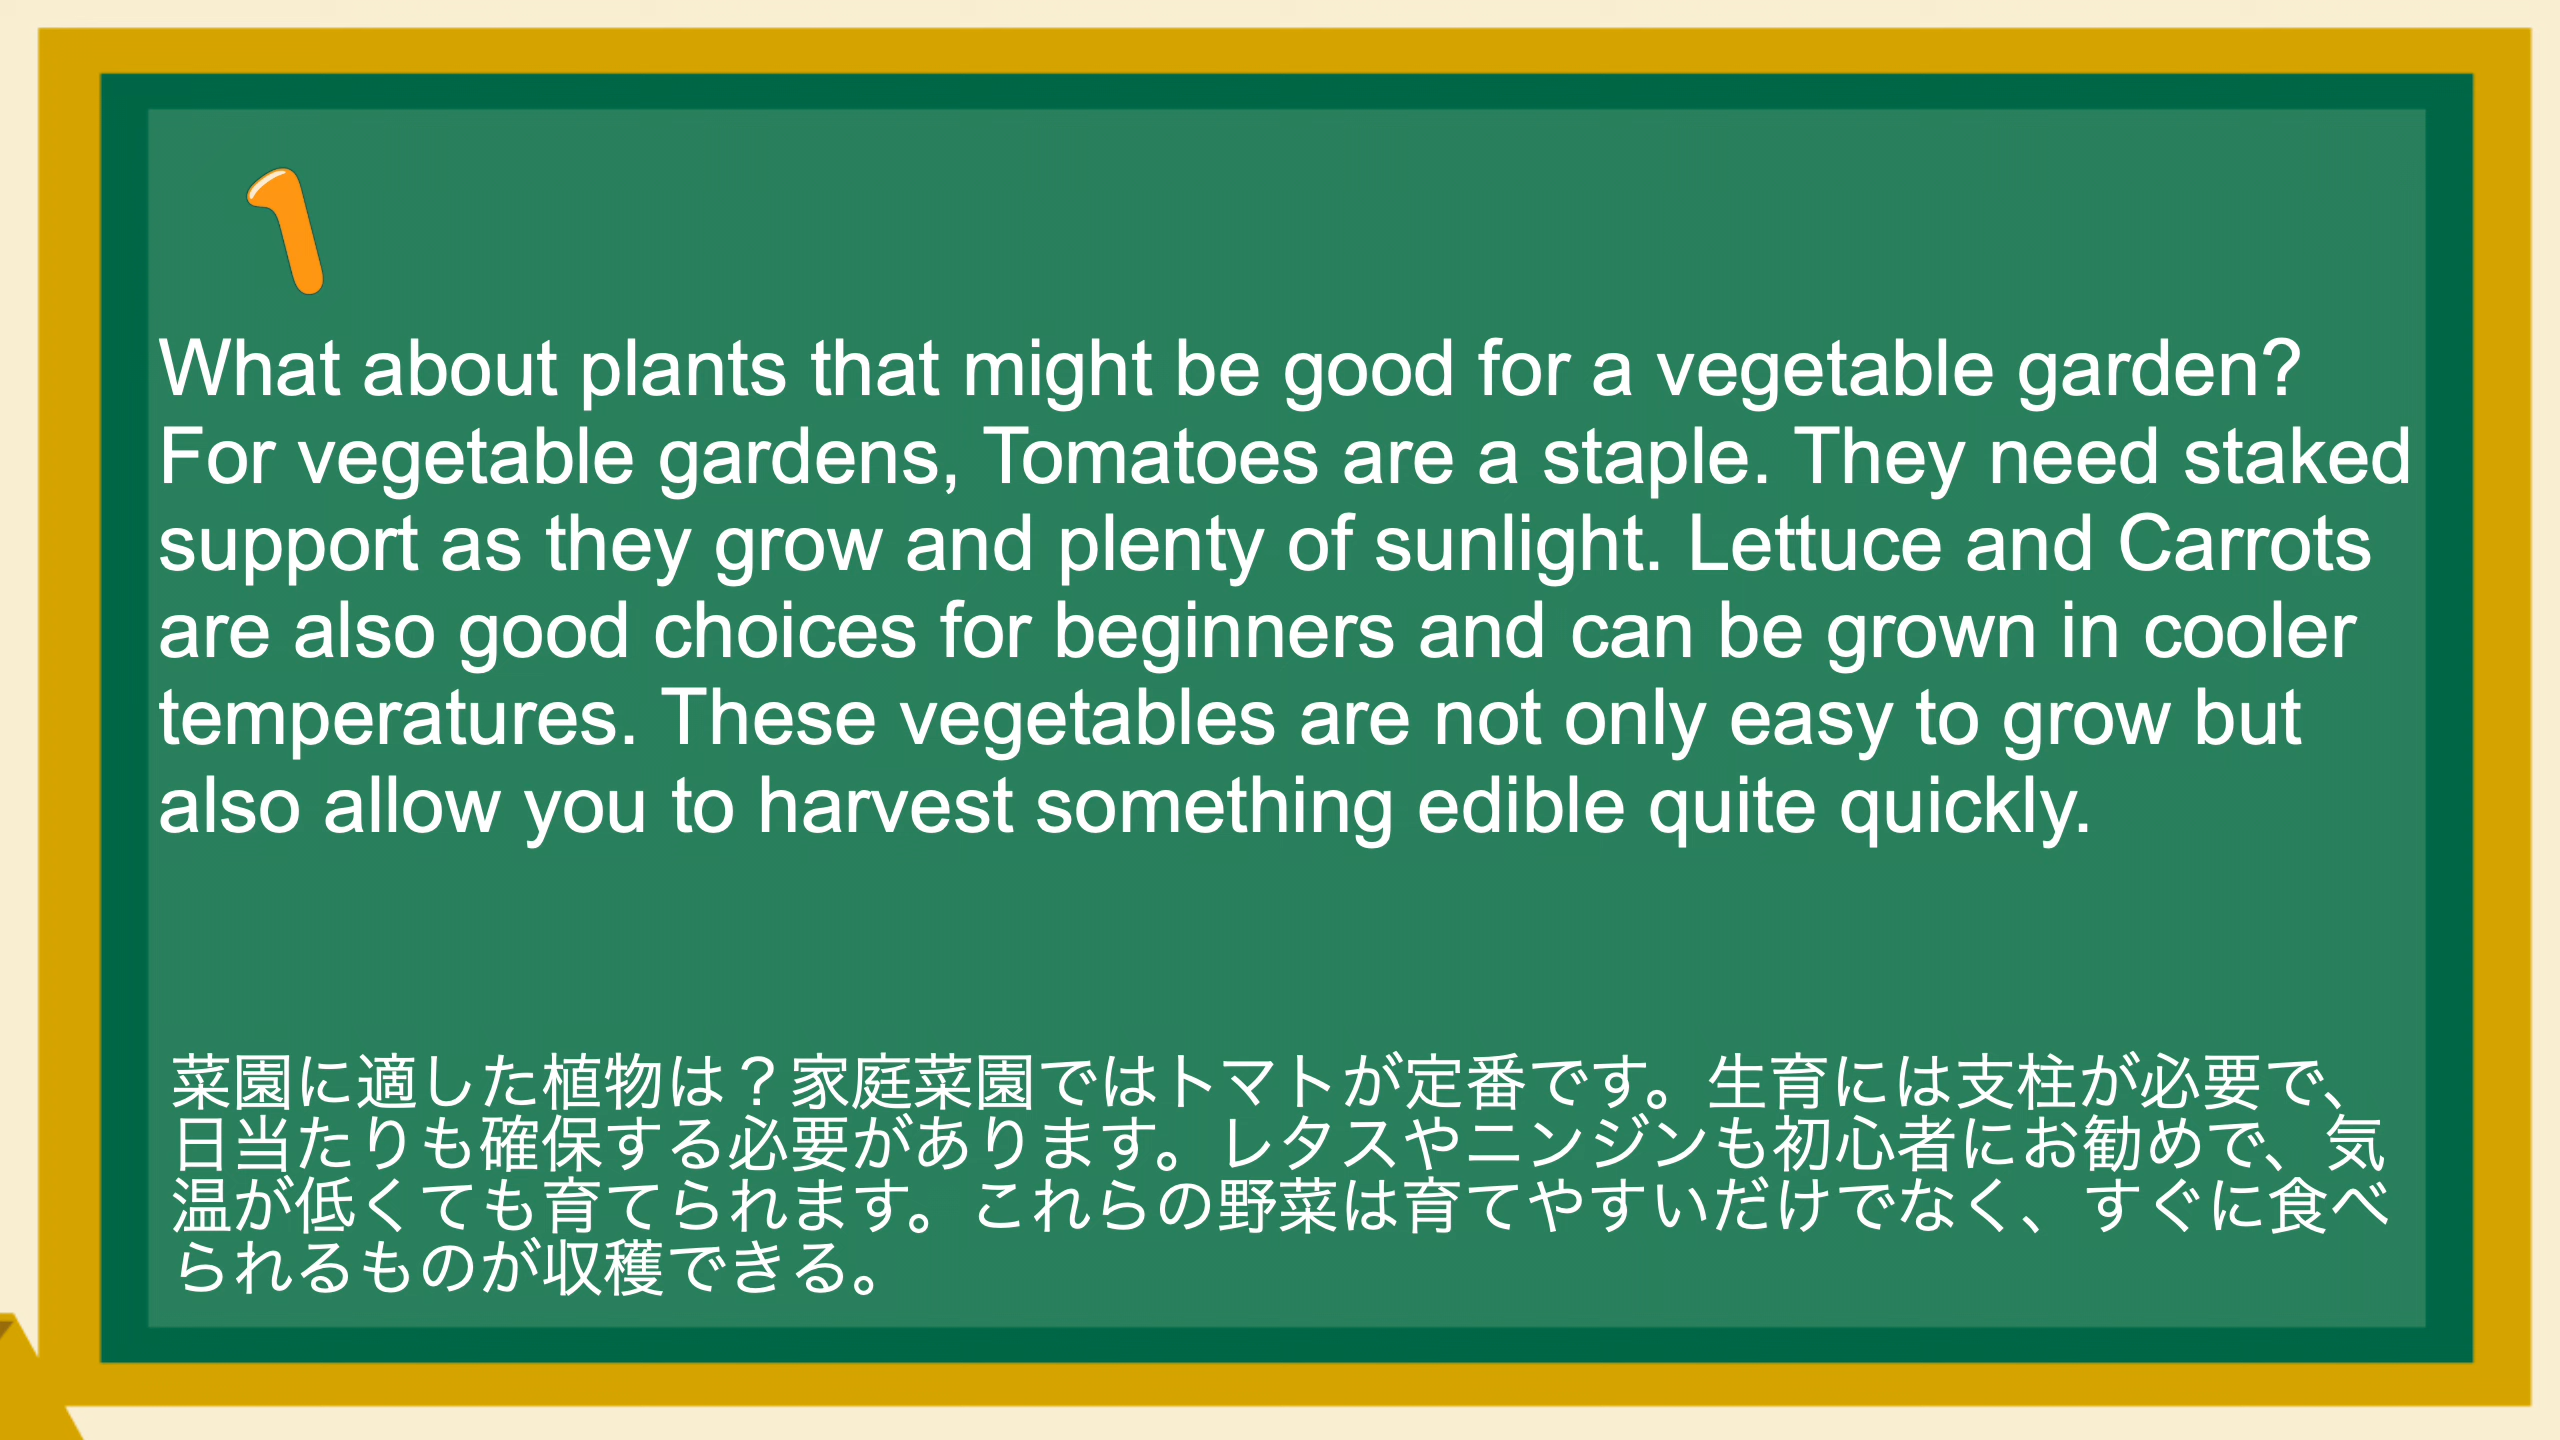 1
What about plants that might be good for a vegetable garden?
For vegetable gardens, Tomatoes are a staple. They need staked
support as they grow and plenty of sunlight. Lettuce and Carrots
are also good choices for beginners and can be grown in cooler
temperatures. These vegetables are not only easy to grow but
also allow you to harvest something edible quite quickly.
菜園に適した植物は？家庭菜園ではトマトが定番です。生育には支柱が必要で、
日当たりも確保する必要があります。レタスやニンジンも初心者にお勧めで、気
温が低くても育てられます。これらの野菜は育てやすいだけでなく、すぐに食べ
られるものが収穫できる。